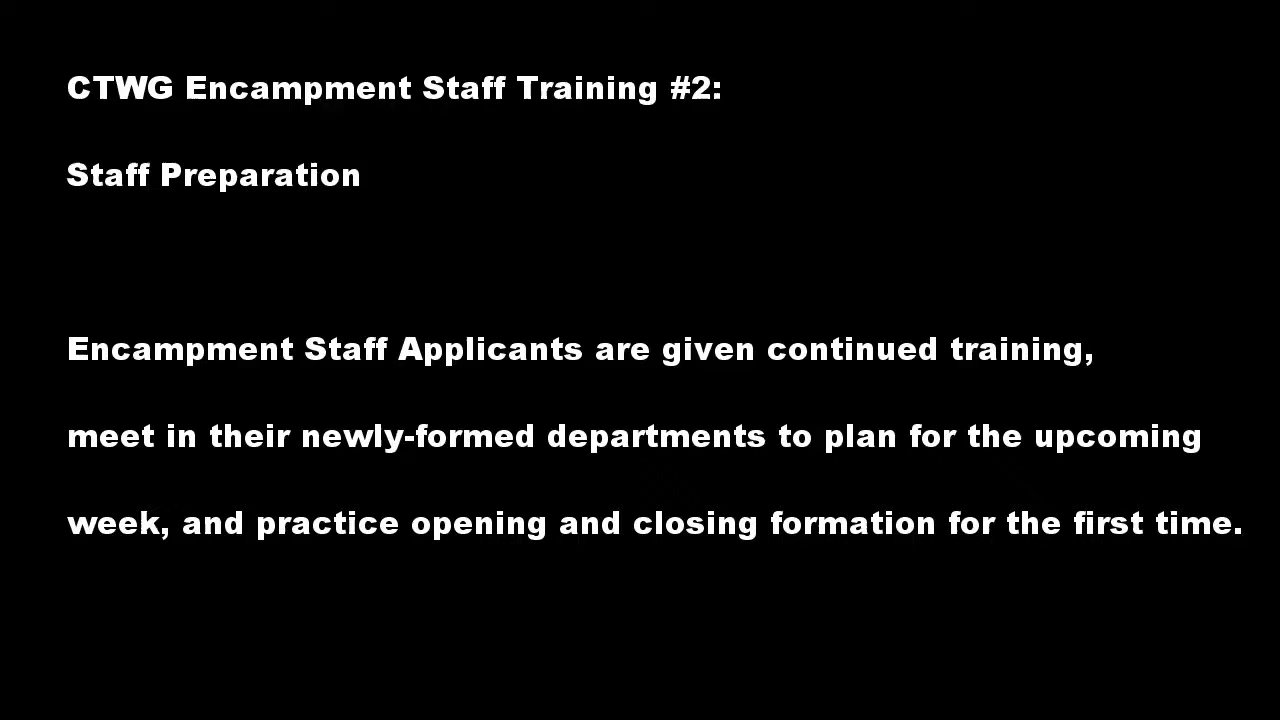 CTWG Encampment Staff Training #2:
Staff Preparation
Encampment Staff Applicants are given continued training,
meet in their newly-formed departments to plan for the upcoming
week, and practice opening and closing formation for the first time.